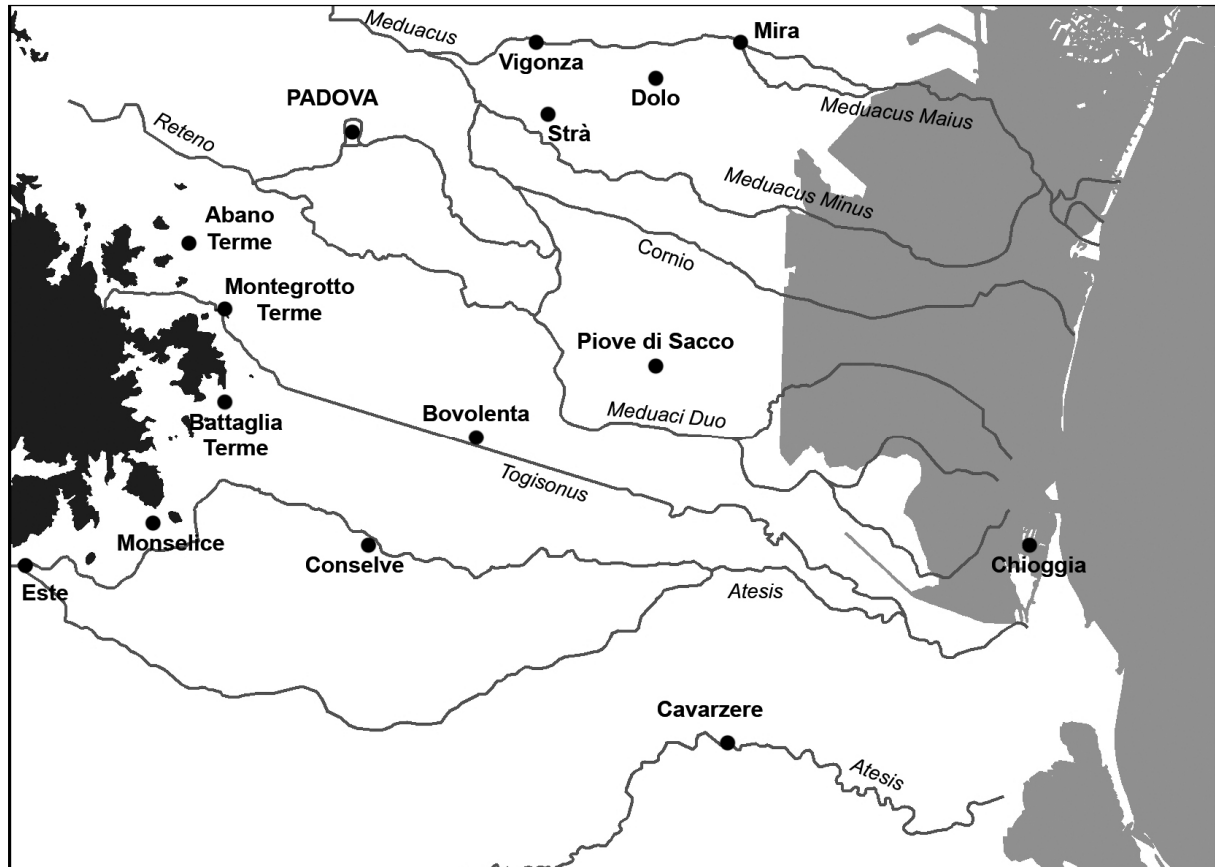 Meduacus
Mira
Vigonza
Dolo
PADOVA
Meduacus Maius
Strà
Reteno
Meduacus Minus
Abano
Terme
Cornio
Montegrotto
Terme
Piove di Sacco
Meduaci Duo
Bovolenta
Battaglia
Terme
Togisonus
Monselice
Conselve
Chioggia
Este
Atesis
Cavarzere
Atesis